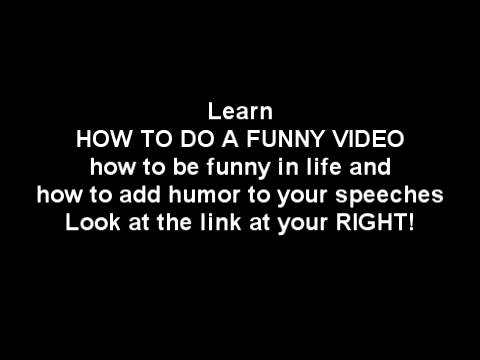 Learn
HOW TO DO A FUNNY VIDEO
how to be funny in life and
how to add humor to your speeches
Look at the link at your RIGHT!